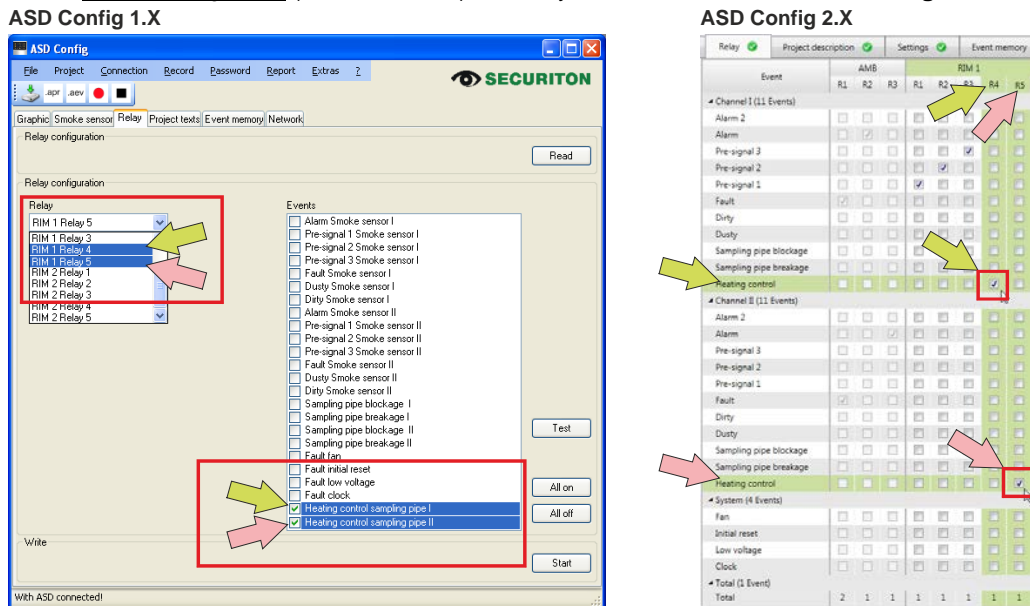 ASD Config 1.X
ASD Config
File Project Connection Record Password Report Extras ?
.apr .aev
SECURITON
Graphic Smoke sensor Relay Project texts Event memory Network
Relay configuration
Read
Relay configuration
Relay
RIM 1 Relay 5
RIM 1 Relay 3
RIM 1 Relay 4
RIM 1 Relay 5
RIM 2 Relay 1
RIM 2 Relay 2
RIM 2 Relay 3
RIM 2 Relay 4
RIM 2 Relay 5
Events
Alarm Smoke sensor I
Pre-signal 1 Smoke sensor I
Pre-signal 2 Smoke sensor I
Pre-signal 3 Smoke sensor I
Fault Smoke sensor I
Dusty Smoke sensor I
Dirty Smoke sensor I
Alarm Smoke sensor II
Pre-signal 1 Smoke sensor II
Pre-signal 2 Smoke sensor II
Pre-signal 3 Smoke sensor II
Fault Smoke sensor II
Dusty Smoke sensor II
Dirty Smoke sensor II
Sampling pipe blockage I
Sampling pipe breakage I
Sampling pipe blockage II
Sampling pipe breakage II
Fault fan
Fault initial reset
Fault low voltage
Fault clock
Heating control sampling pipe I
Heating control sampling pipe II
Test
All on
All off
Write
Start
With ASD connected!
ASD Config 2.X
Relay Project description Settings Event memory
Event AMB RIM 1
R1 R2 R3 R1 R2 R3 R4 R5
Channel I (11 Events)
Alarm 2
Alarm
Pre-signal 3
Pre-signal 2
Pre-signal 1
Fault
Dirty
Dusty
Sampling pipe blockage
Sampling pipe breakage
Heating control
Channel II (11 Events)
Alarm 2
Alarm
Pre-signal 3
Pre-signal 2
Pre-signal 1
Fault
Dirty
Dusty
Sampling pipe blockage
Sampling pipe breakage
Heating control
System (4 Events)
Fan
Initial reset
Low voltage
Clock
Total (1 Event)
Total 2 1 1 1 1 1 1 1